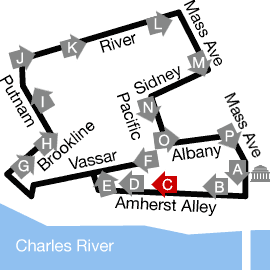 Mass Ave
L
River
K
J
M
Sidney
Putnam
I
N
Pacific
Mass Ave
H
Brookline
O
P
Albany
G
Vassar
F
A
E
D
C
B
Amherst Alley
Charles River